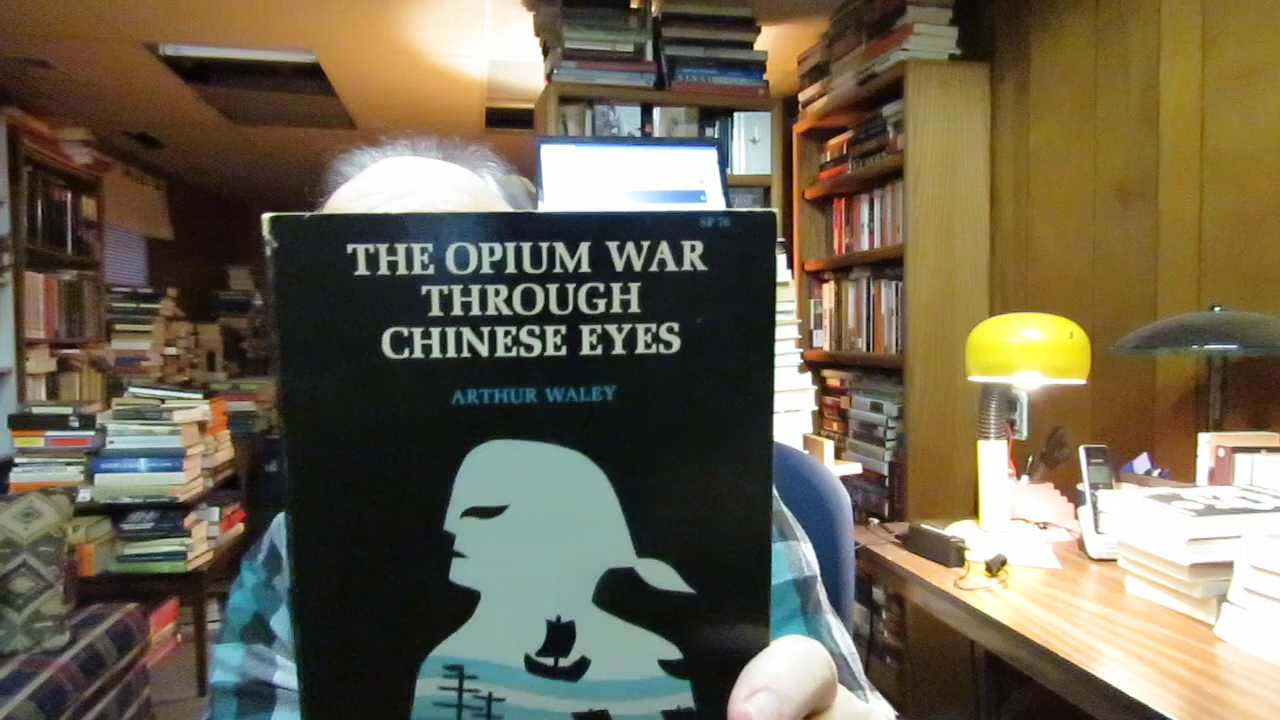 SP 76
THE OPIUM WAR
THROUGH
CHINESE EYES
ARTHUR WALEY